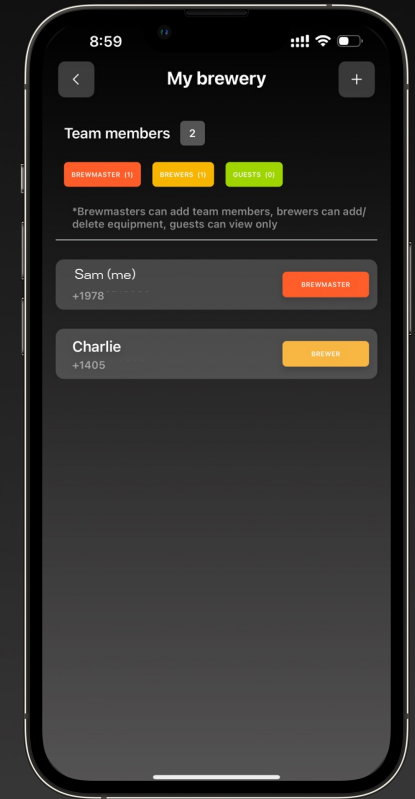 8:59
My brewery
+
Team members 2
BREWMASTER (1) BREWERS (1) GUESTS (0)
*Brewmasters can add team members, brewers can add/
delete equipment, guests can view only
Sam (me)
+1978
BREWMASTER
Charlie
+1405
BREWER